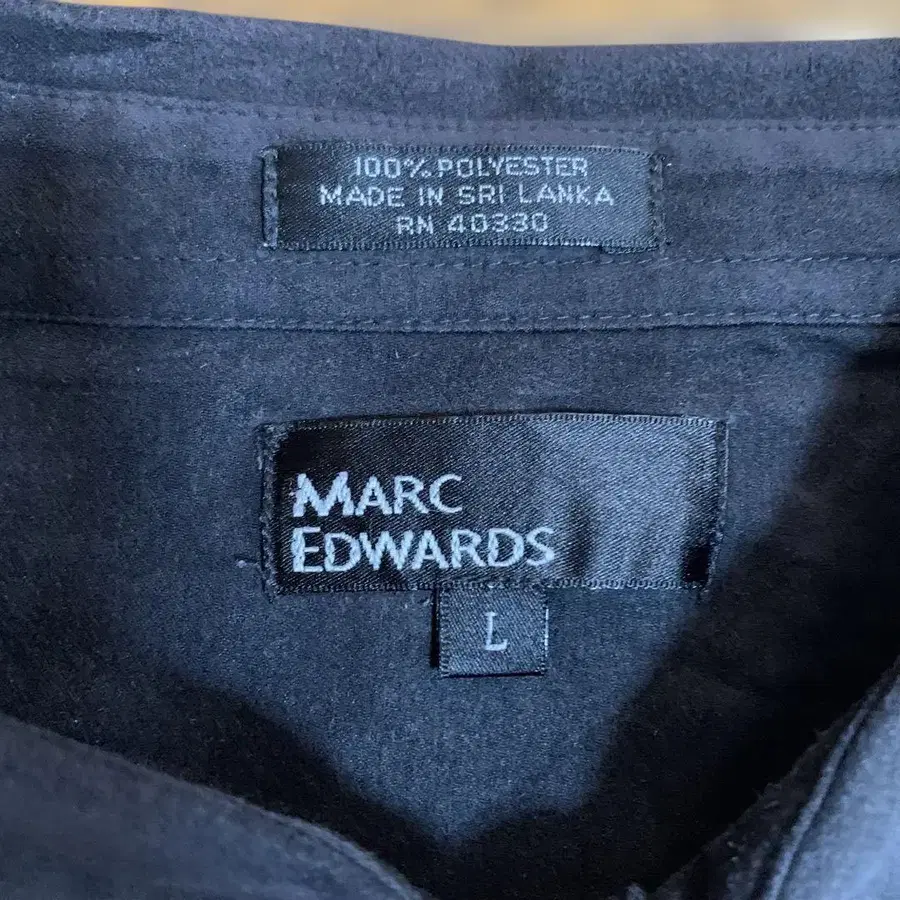 100% POLYESTER
MADE IN SRI LANKA
RN 40330
MARC
EDWARDS
L